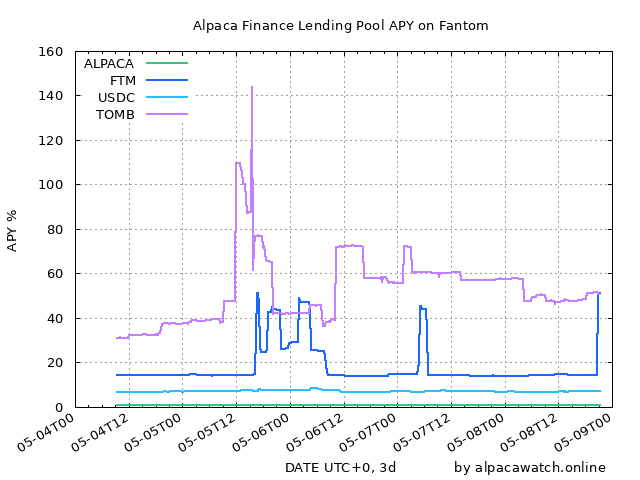 Alpaca Finance Lending Pool APY on Fantom
160
140
120
100
80
60
40
20
0
APY %
ALPACA
FTM
USDC
TOMB
05-04T00
05-04T12
05-05T00
05-05T12
05-06T00
05-06T12
05-07T00
05-07T12
05-08T00
05-08T12
05-09T00
DATE UTC+0, 3d
by alpacawatch.online